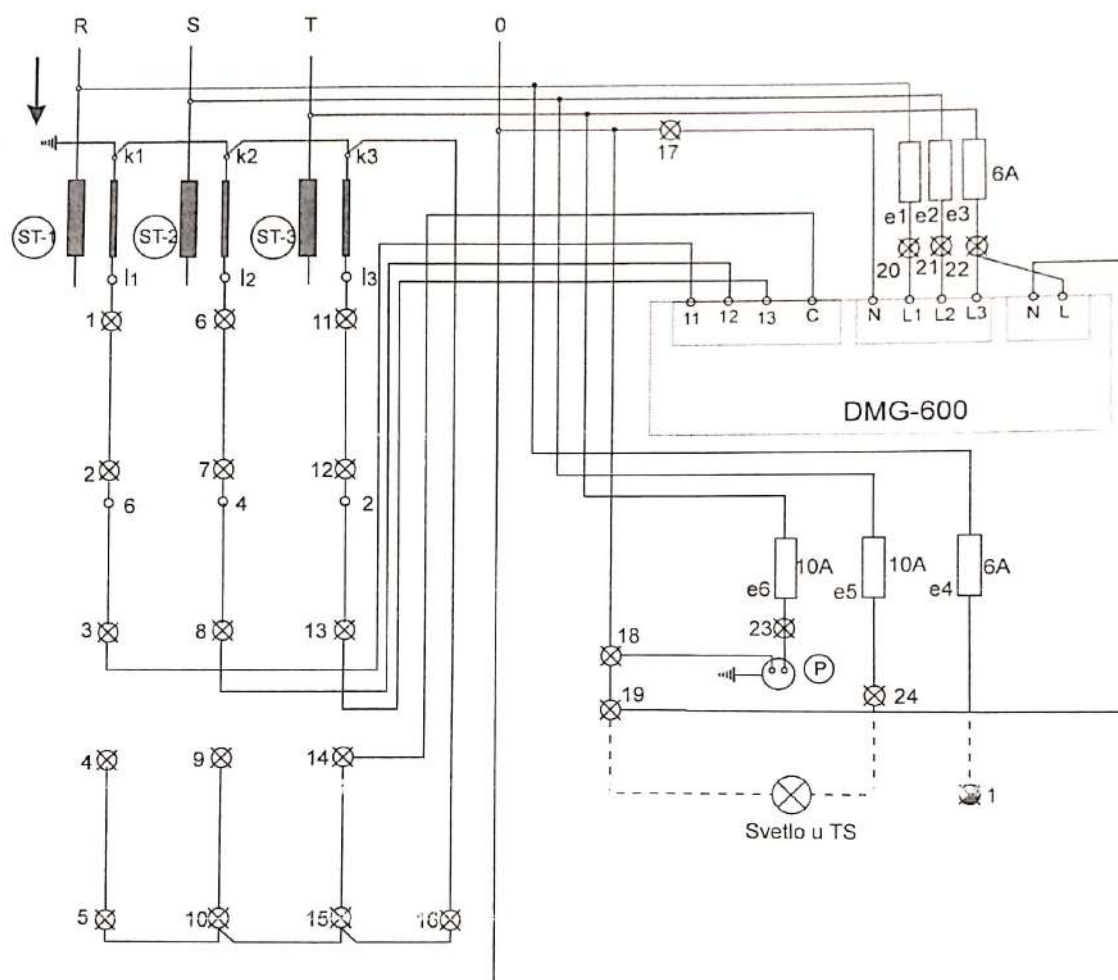 R S T 0
k1 k2 k3
17
6A
e1 e2 e3
ST-1 ST-2 ST-3
l1 l2 l3
20 21 22
1 6 11
11 12 13 C N L1 L2 L3 N L
DMG-600
2 7 12
6 4 2
10A 10A 6A
e6 e5 e4
3 8 13
23
18
P
19
24
4 9 14
1
Svetlo u TS
5 10 15 16